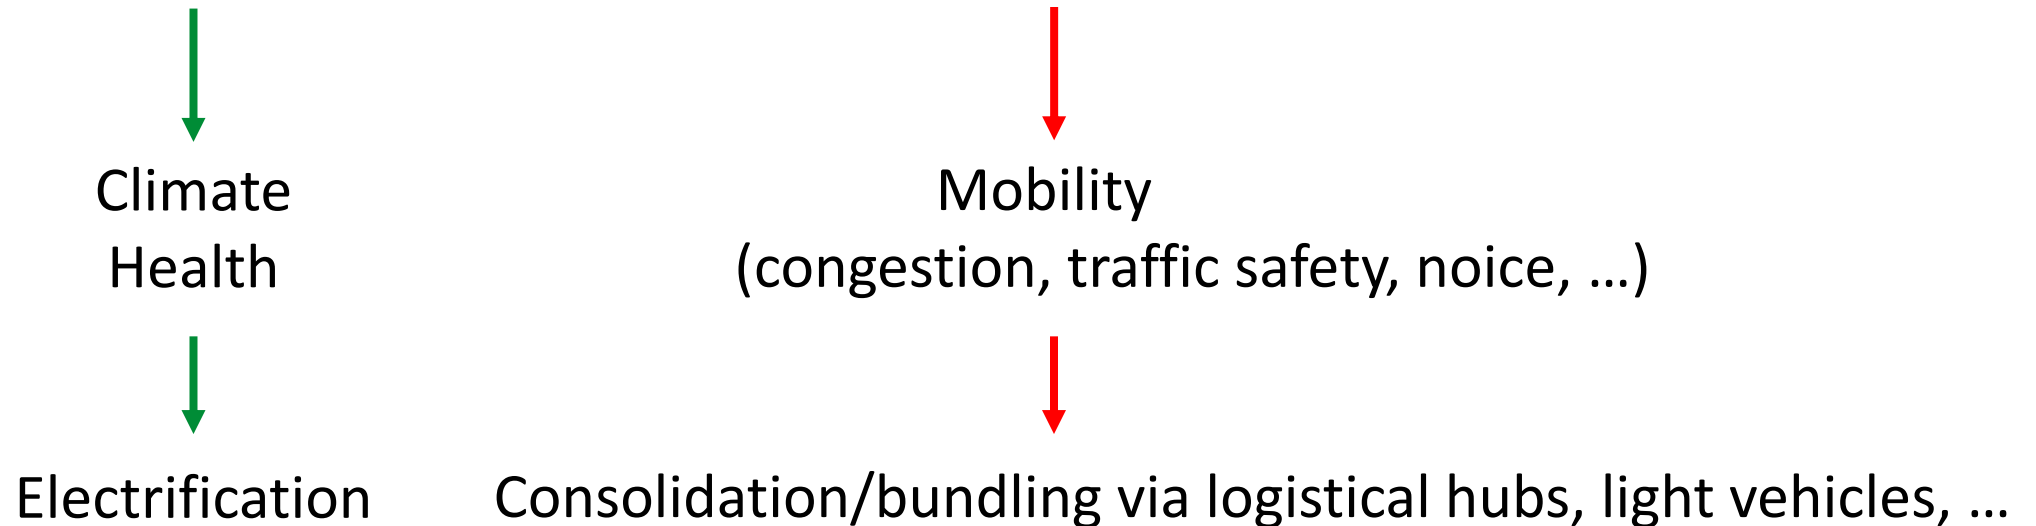 Climate
Health
Mobility
(congestion, traffic safety, noice, ...)
Electrification
Consolidation/bundling via logistical hubs, light vehicles, ...